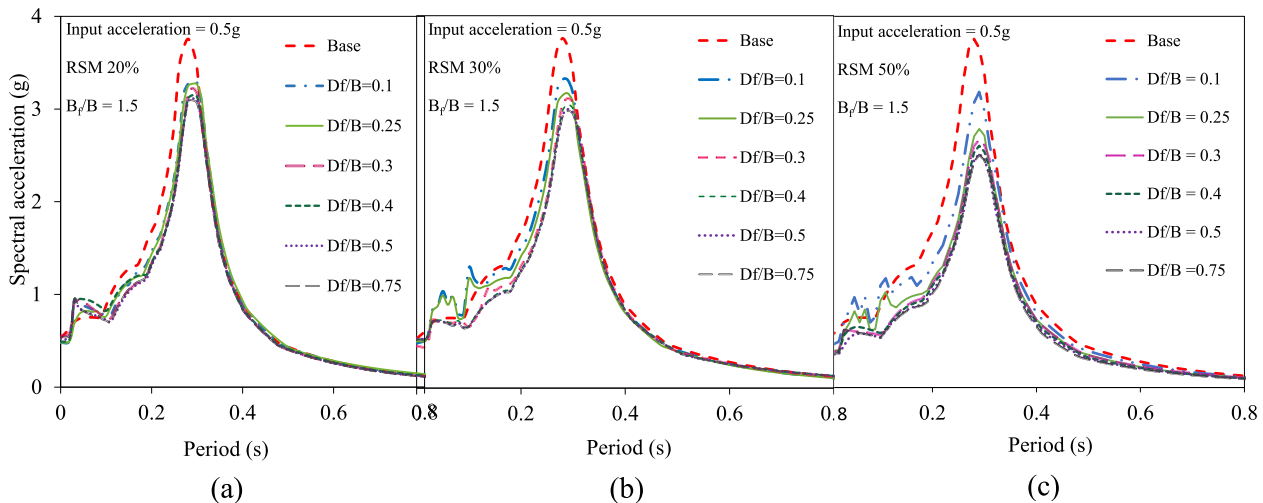 Spectral acceleration (g)
4
3
2
1
0
Input acceleration = 0.5g
RSM 20%
B_f/B = 1.5
Base
Df/B=0.1
Df/B=0.25
Df/B=0.3
Df/B=0.4
Df/B=0.5
Df/B=0.75
0
0.2
0.4
0.6
0.8
Period (s)
(a)
Input acceleration = 0.5g
RSM 30%
B_f/B = 1.5
Base
Df/B=0.1
Df/B=0.25
Df/B=0.3
Df/B=0.4
Df/B=0.5
Df/B=0.75
0.2
0.4
0.6
0.8
Period (s)
(b)
Input acceleration = 0.5g
RSM 50%
B_f/B = 1.5
Base
Df/B = 0.1
Df/B = 0.25
Df/B = 0.3
Df/B = 0.4
Df/B = 0.5
Df/B =0.75
0.2
0.4
0.6
0.8
Period (s)
(c)